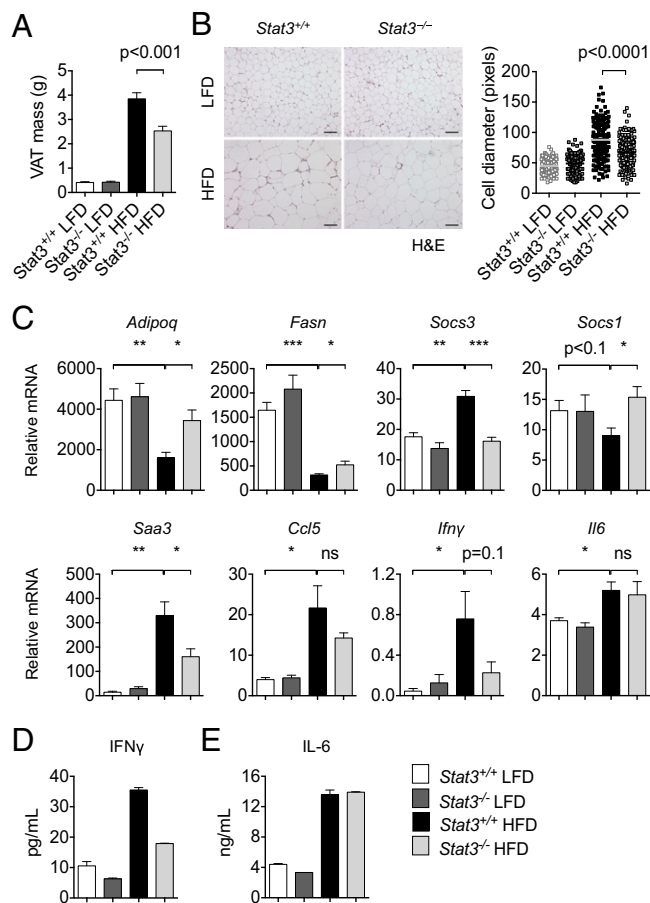 A
p<0.001
VAT mass (g)
5
4
3
2
1
0
Stat3+/+ LFD
Stat3-/- LFD
Stat3+/+ HFD
Stat3-/- HFD
B
Stat3+/+
Stat3–/–
LFD
HFD
H&E
p<0.0001
Cell diameter (pixels)
200
150
100
50
0
Stat3+/+ LFD
Stat3-/- LFD
Stat3+/+ HFD
Stat3-/- HFD
C
Adipoq
** *
Relative mRNA
6000
4000
2000
0
Fasn
*** *
2000
1500
1000
500
0
Socs3
** ***
40
30
20
10
0
Socs1
p<0.1 *
20
15
10
5
0
Saa3
** *
Relative mRNA
500
400
300
200
100
0
Ccl5
* ns
30
20
10
0
Ifnγ
* p=0.1
1.2
0.8
0.4
0.0
Il6
* ns
8
6
4
2
0
D
IFNγ
pg/mL
40
30
20
10
0
E
IL-6
ng/mL
16
12
8
4
0
Stat3+/+ LFD
Stat3-/- LFD
Stat3+/+ HFD
Stat3-/- HFD